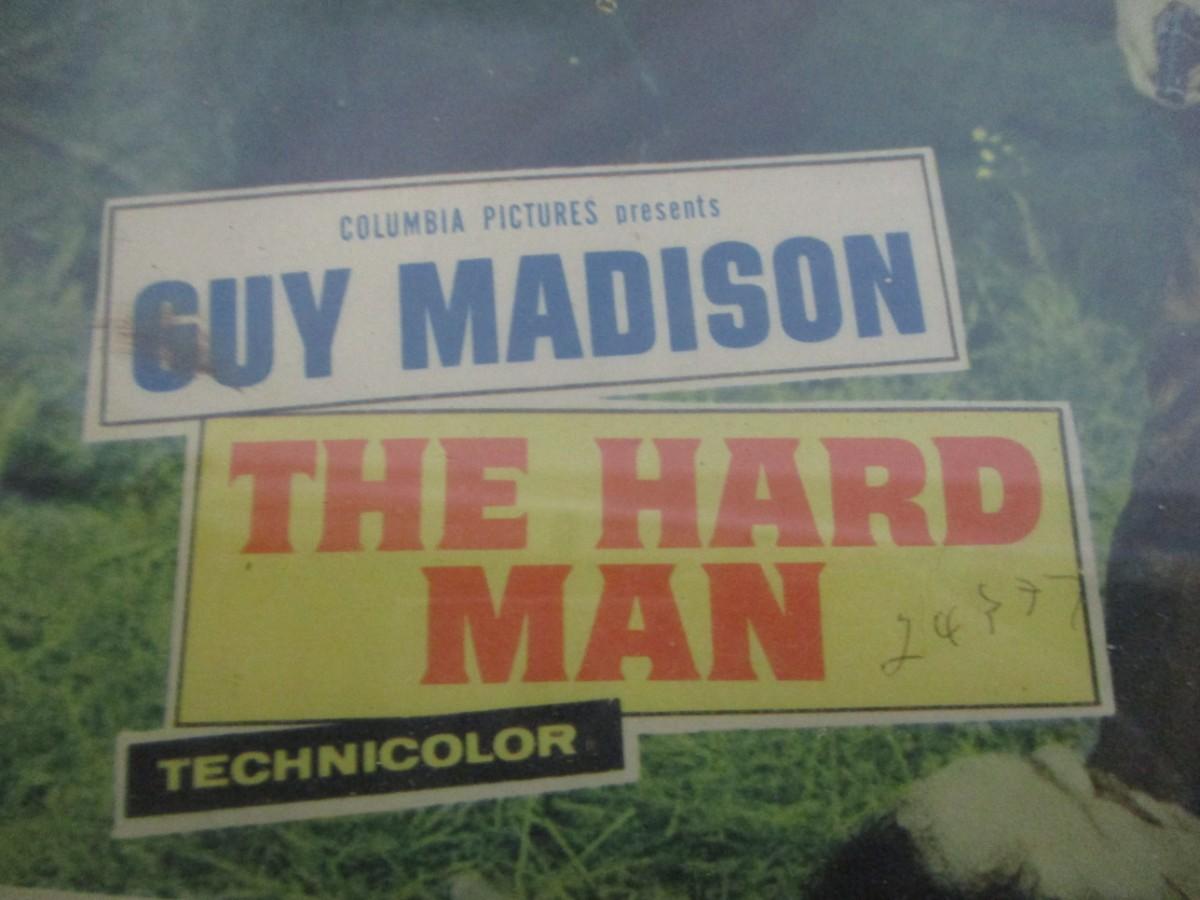 COLUMBIA PICTURES presents
GUY MADISON
THE HARD
MAN
TECHNICOLOR